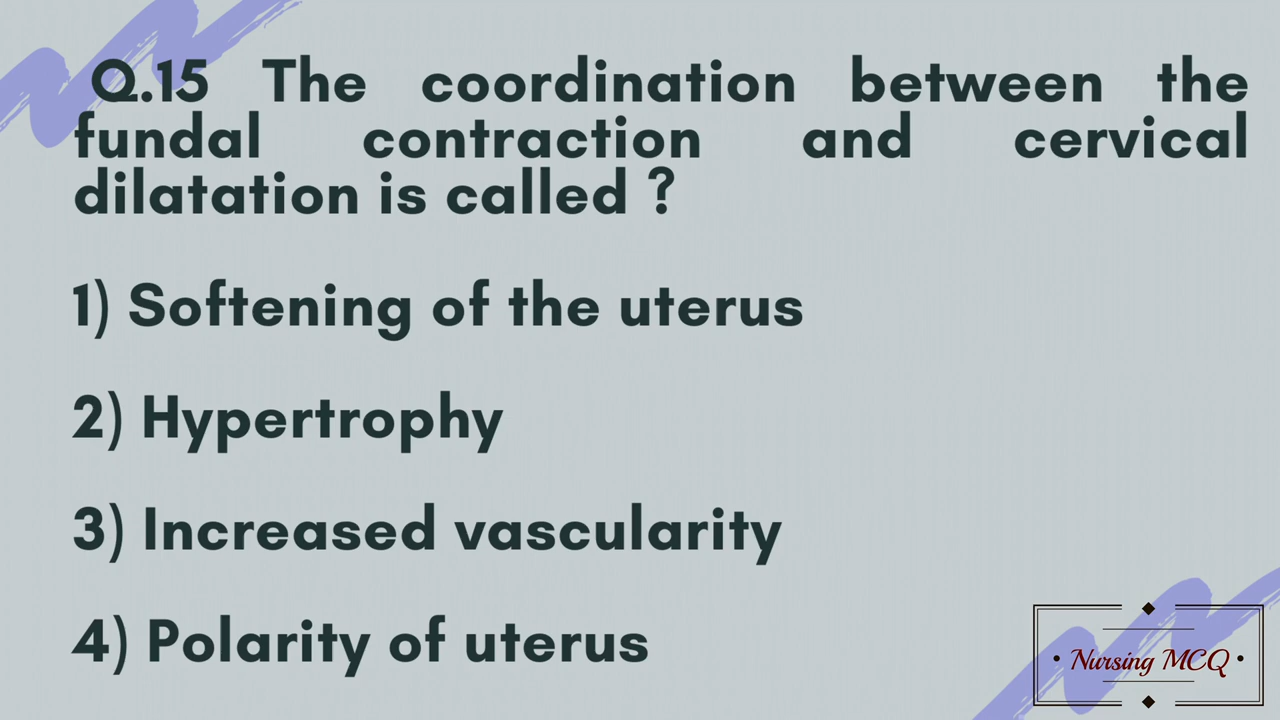 Q.15 The coordination between the
fundal contraction and cervical
dilatation is called ?
1) Softening of the uterus
2) Hypertrophy
3) Increased vascularity
4) Polarity of uterus
• Nursing MCQ •